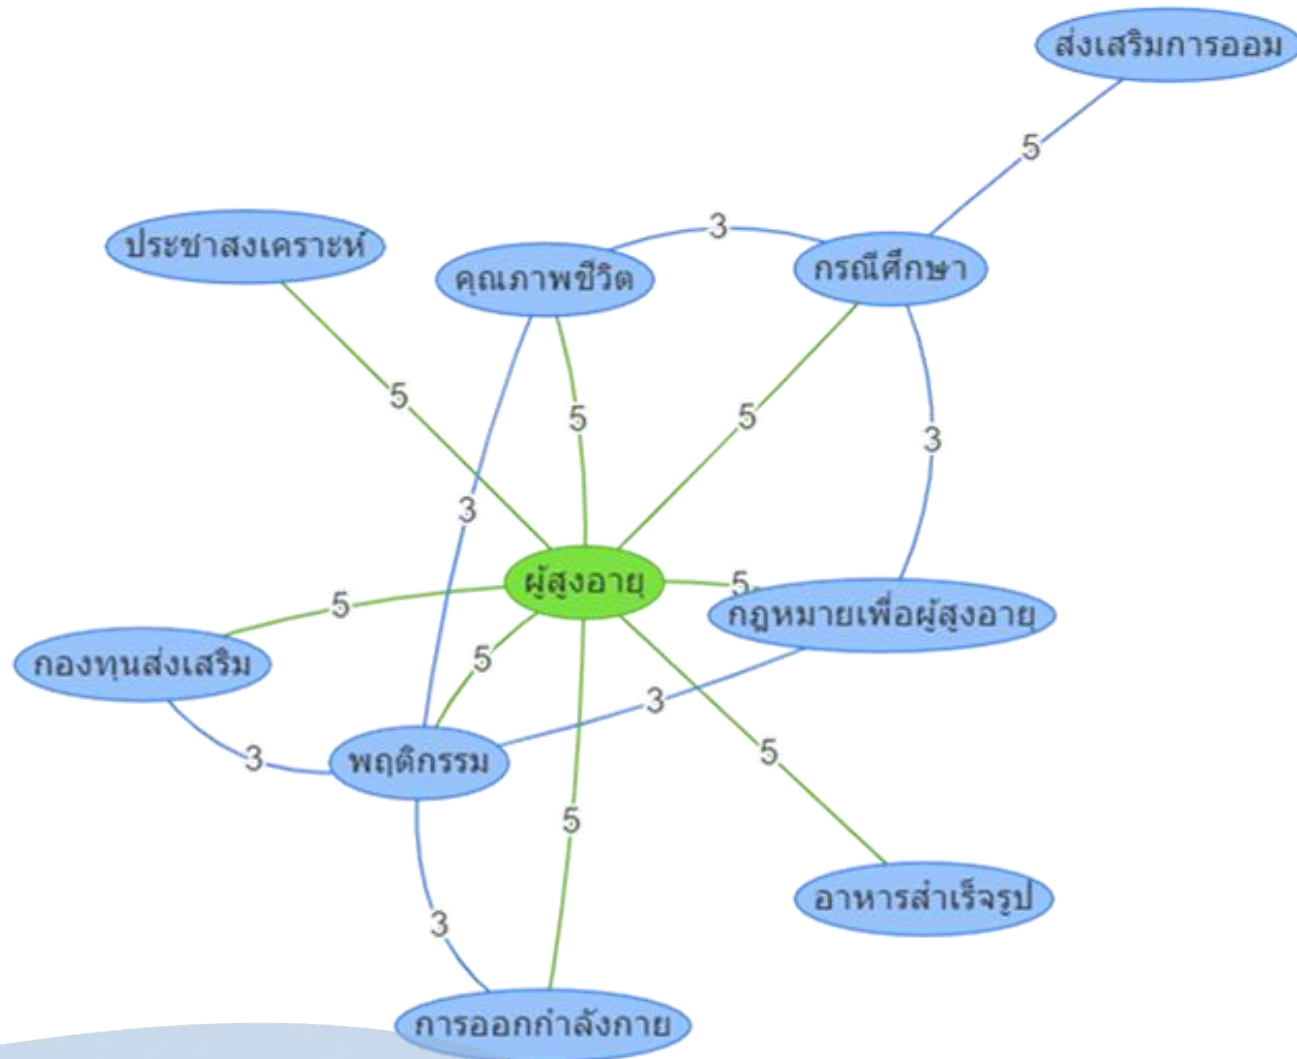 ส่งเสริมการออม
5
3
ประชาสงเคราะห์
คุณภาพชีวิต
กรณีศึกษา
5
5
5
3
3
ผู้สูงอายุ
5
กฎหมายเพื่อผู้สูงอายุ
5
กองทุนส่งเสริม
5
3
3
พฤติกรรม
5
5
อาหารสำเร็จรูป
3
การออกกำลังกาย